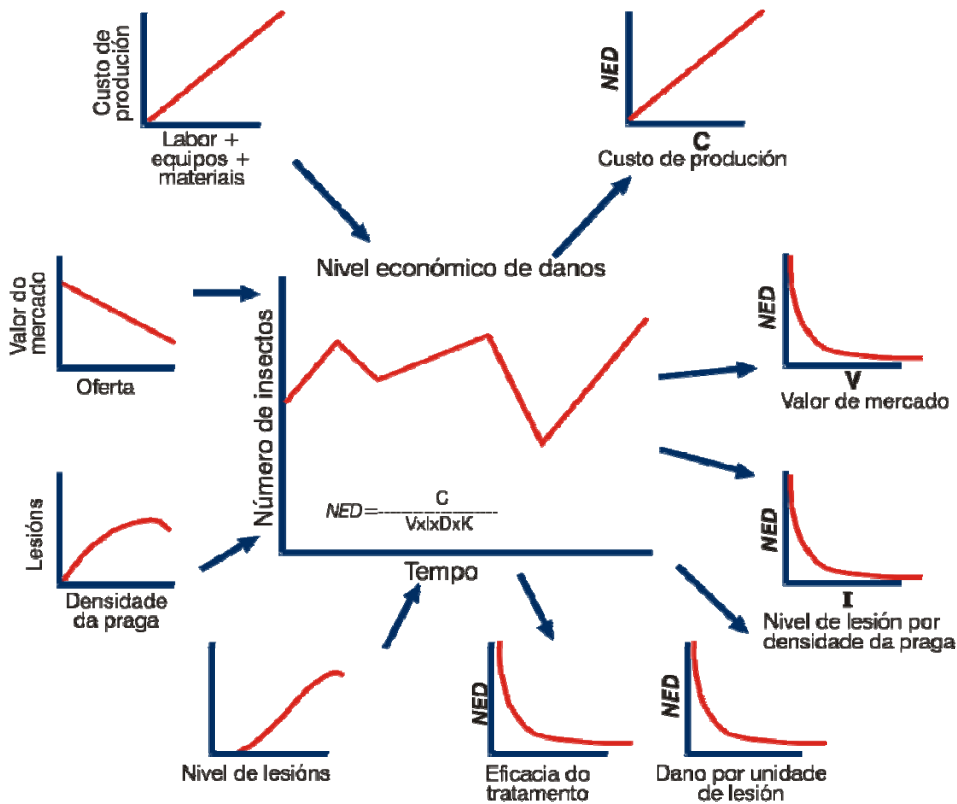 Custo de
produción
Labor +
equipos +
materiais
NED
C
Custo de produción
Nivel económico de danos
Valor do
mercado
Oferta
Número de insectos
NED=--------------------
C
VxIxDxK
Tempo
NED
V
Valor de mercado
Lesións
Densidade
da praga
NED
I
Nivel de lesión por
densidade da praga
Nivel de lesións
NED
Eficacia do
tratamento
NED
Dano por unidade
de lesión